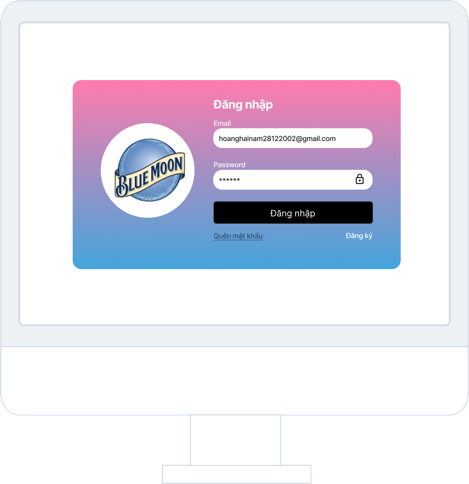 Đăng nhập
Email
hoanghainam28122002@gmail.com
BLUE MOON
Password
******
Đăng nhập
Quên mật khẩu
Đăng ký